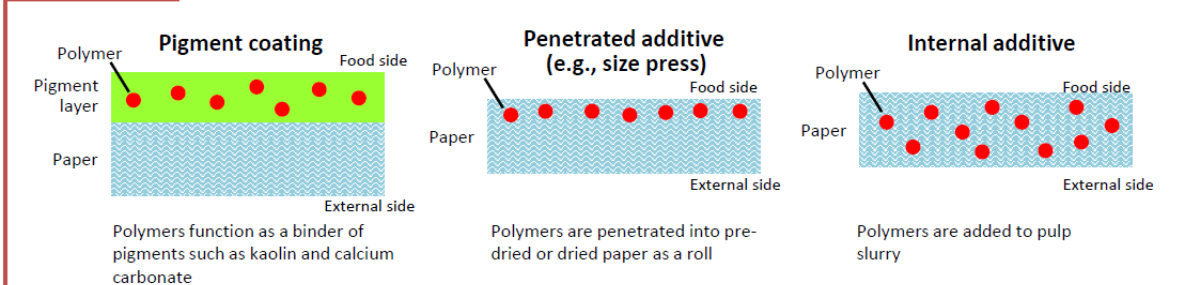 Pigment coating
Polymer
Food side
Pigment
layer
Paper
External side
Polymers function as a binder of
pigments such as kaolin and calcium
carbonate
Penetrated additive
(e.g., size press)
Polymer
Food side
Paper
External side
Polymers are penetrated into pre-
dried or dried paper as a roll
Internal additive
Polymer
Food side
Paper
External side
Polymers are added to pulp
slurry